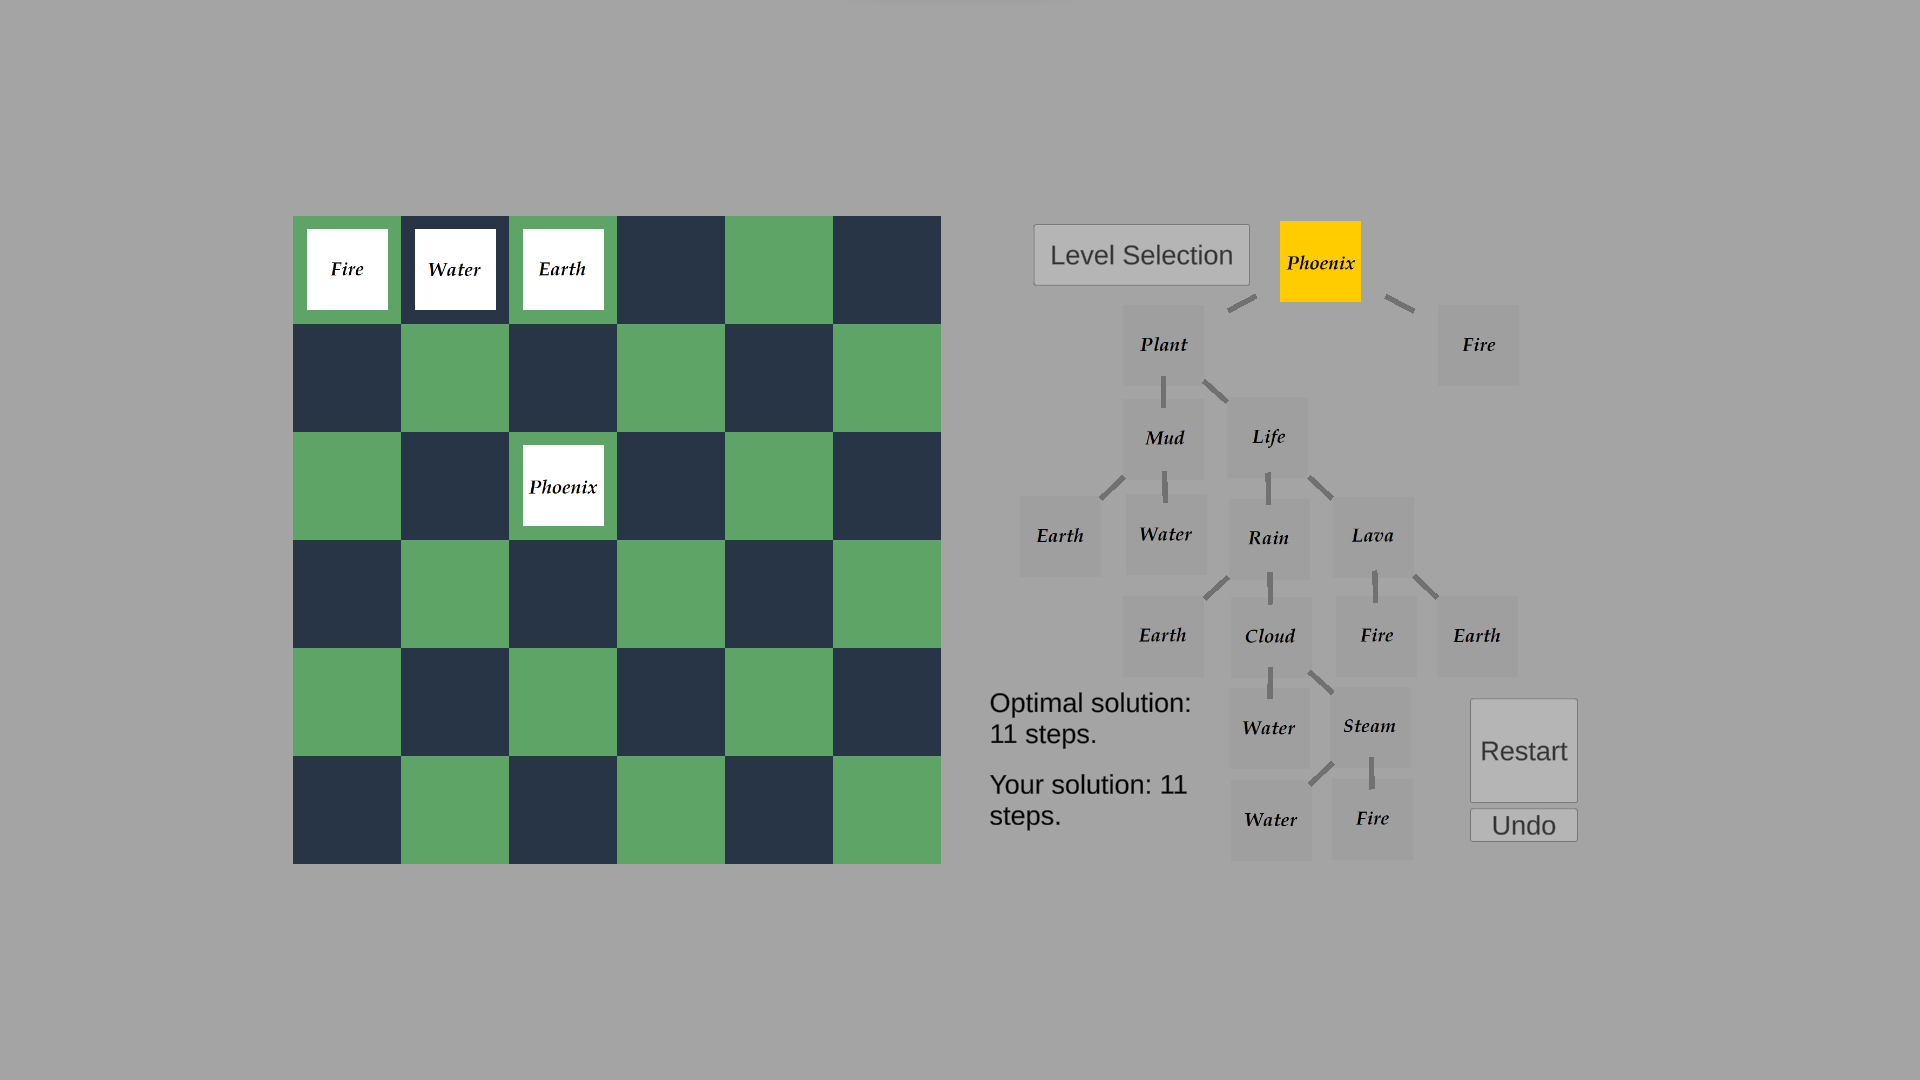 Fire
Water
Earth
Phoenix
Level Selection
Phoenix
Plant
Fire
Mud
Life
Earth
Water
Rain
Lava
Earth
Cloud
Fire
Earth
Optimal solution:
11 steps.
Water
Steam
Your solution: 11
steps.
Water
Fire
Restart
Undo